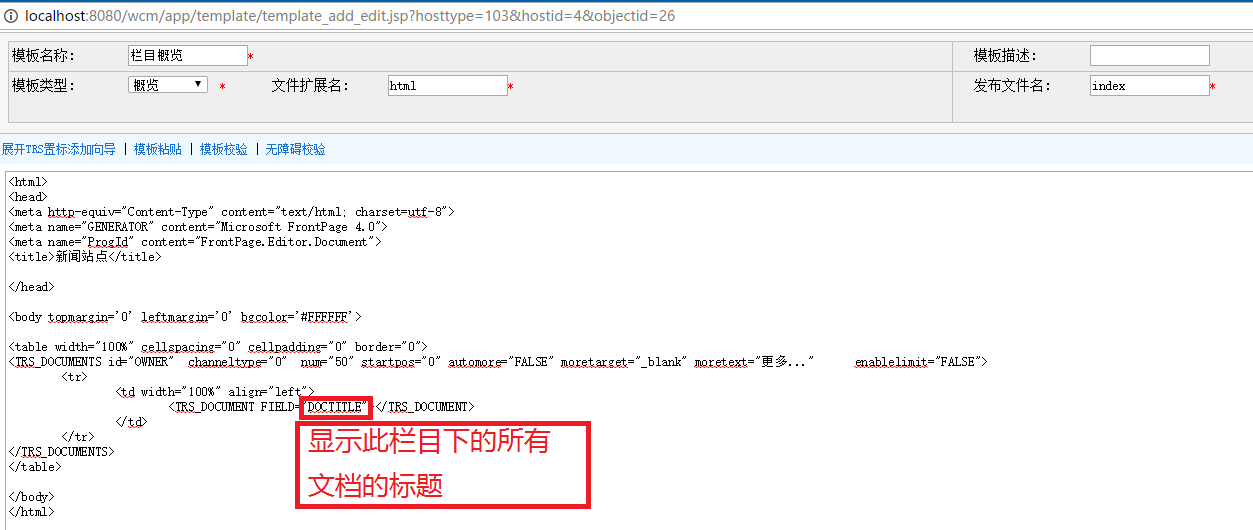 localhost:8080/wcm/app/template/template_add_edit.jsp?hosttype=103&hostid=4&objectid=26
模板名称： 栏目概览* 模板描述：
模板类型： 概览 ▼ * 文件扩展名： html* 发布文件名： index*
展开TRS置标添加向导 | 模板粘贴 | 模板校验 | 无障碍校验
<html>
<head>
<meta http-equiv="Content-Type" content="text/html; charset=utf-8">
<meta name="GENERATOR" content="Microsoft FrontPage 4.0">
<meta name="ProgId" content="FrontPage.Editor.Document">
<title>新闻站点</title>
</head>
<body topmargin='0' leftmargin='0' bgcolor='#FFFFFF'>
<table width="100%" cellspacing="0" cellpadding="0" border="0">
<TRS_DOCUMENTS id="OWNER" channeltype="0" num="50" startpos="0" automore="FALSE" moretarget="_blank" moretext="更多..." enablelimit="FALSE">
<tr>
<td width="100%" align="left">
<TRS_DOCUMENT FIELD="DOCTITLE" </TRS_DOCUMENT>
</td>
</tr>
</TRS_DOCUMENTS>
</table>
</body>
</html>
显示此栏目下的所有
文档的标题